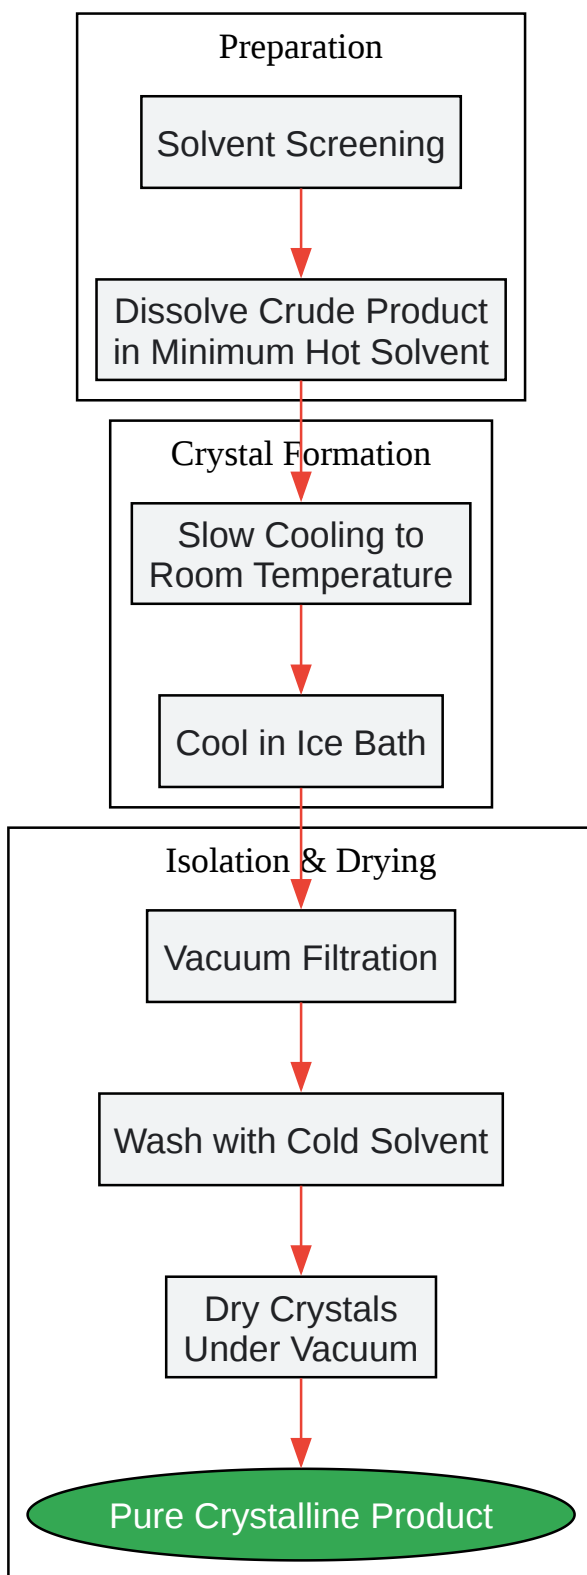 Preparation
Solvent Screening
Dissolve Crude Product
in Minimum Hot Solvent
Crystal Formation
Slow Cooling to
Room Temperature
Cool in Ice Bath
Isolation & Drying
Vacuum Filtration
Wash with Cold Solvent
Dry Crystals
Under Vacuum
Pure Crystalline Product